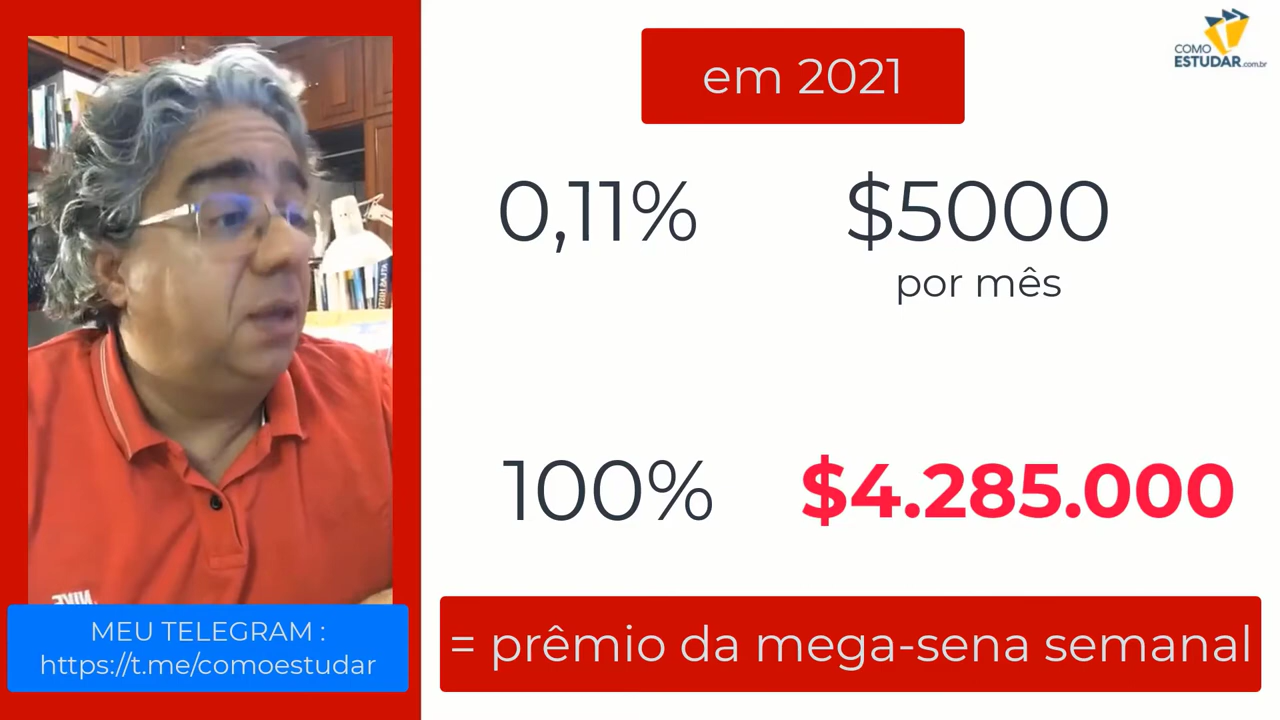 COMO
ESTUDAR.com.br
em 2021
0,11%
$5000
por mês
100%
$4.285.000
= prêmio da mega-sena semanal
NIKE
MEU TELEGRAM :
https://t.me/comoestudar